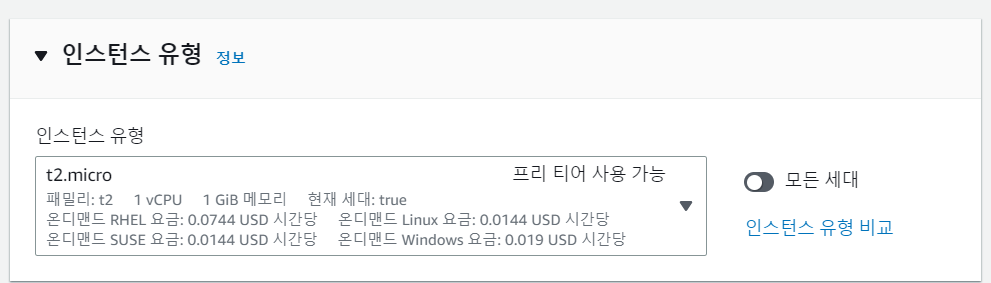 ▼ 인스턴스 유형 정보
인스턴스 유형
t2.micro 프리 티어 사용 가능
패밀리: t2 1 vCPU 1 GiB 메모리 현재 세대: true
온디맨드 RHEL 요금: 0.0744 USD 시간당 온디맨드 Linux 요금: 0.0144 USD 시간당
온디맨드 SUSE 요금: 0.0144 USD 시간당 온디맨드 Windows 요금: 0.019 USD 시간당
모든 세대
인스턴스 유형 비교